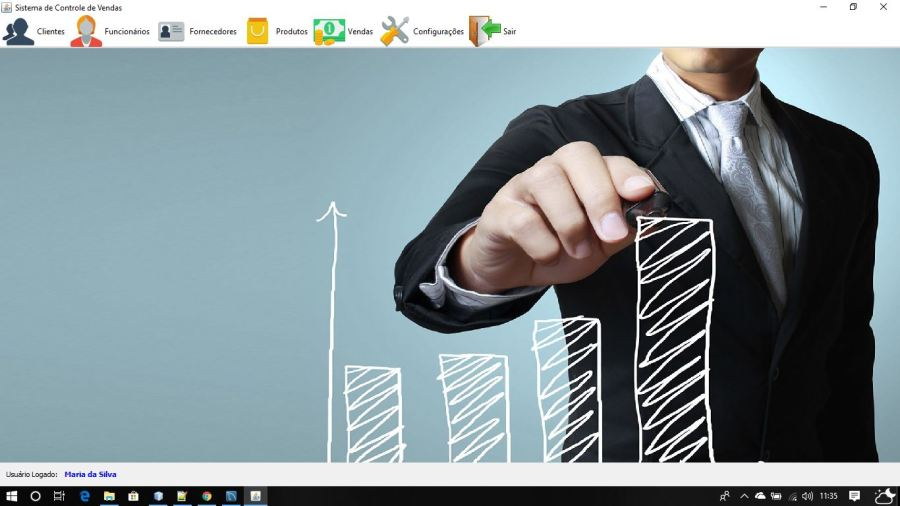 Sistema de Controle de Vendas
Clientes Funcionários Fornecedores Produtos Vendas Configurações Sair
Usuário Logado: Maria da Silva
11:35